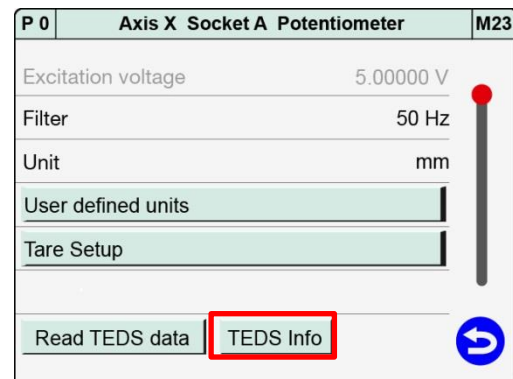 P 0 Axis X Socket A Potentiometer M23
Excitation voltage 5.00000 V
Filter 50 Hz
Unit mm
User defined units
Tare Setup
Read TEDS data TEDS Info